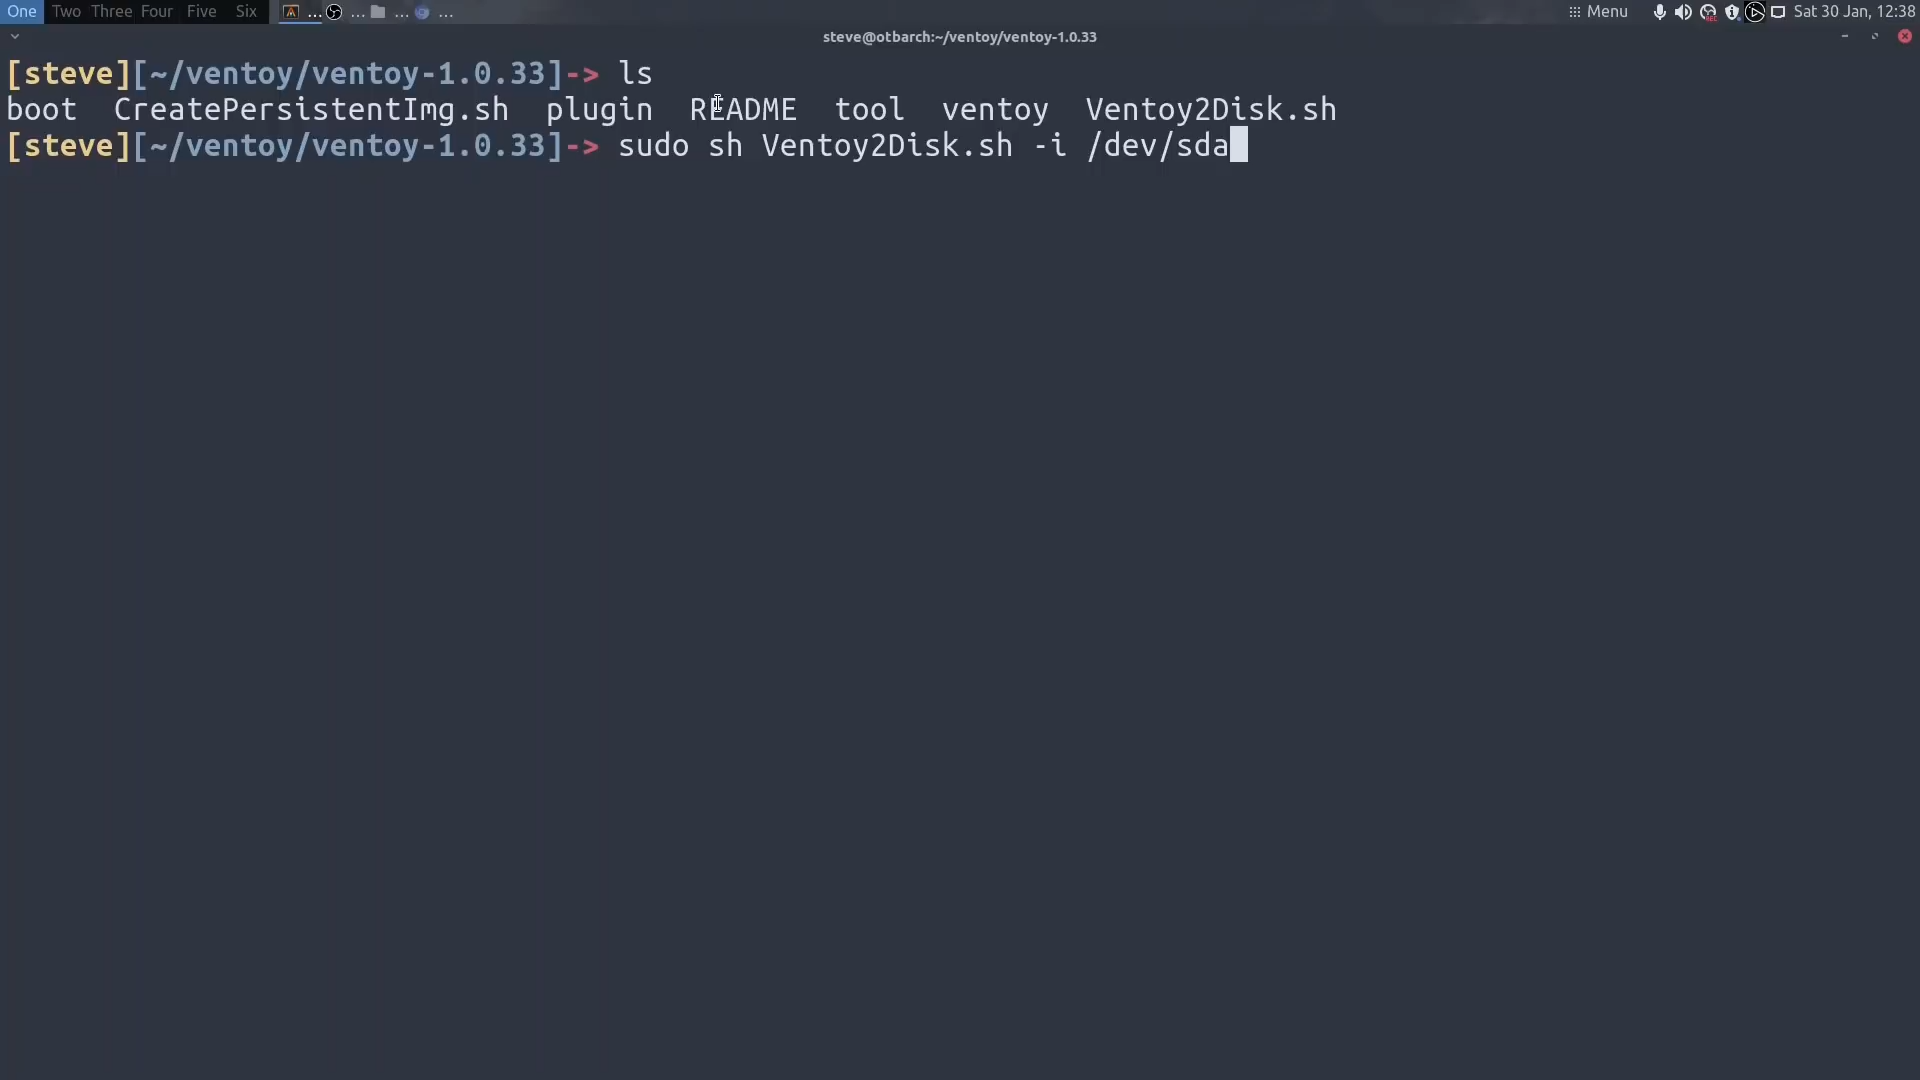 One Two Three Four Five Six ... ... ... ... Menu Sat 30 Jan, 12:38
steve@otbarch:~/ventoy/ventoy-1.0.33
[steve][~/ventoy/ventoy-1.0.33]-> ls
boot CreatePersistentImg.sh plugin README tool ventoy Ventoy2Disk.sh
[steve][~/ventoy/ventoy-1.0.33]-> sudo sh Ventoy2Disk.sh -i /dev/sda